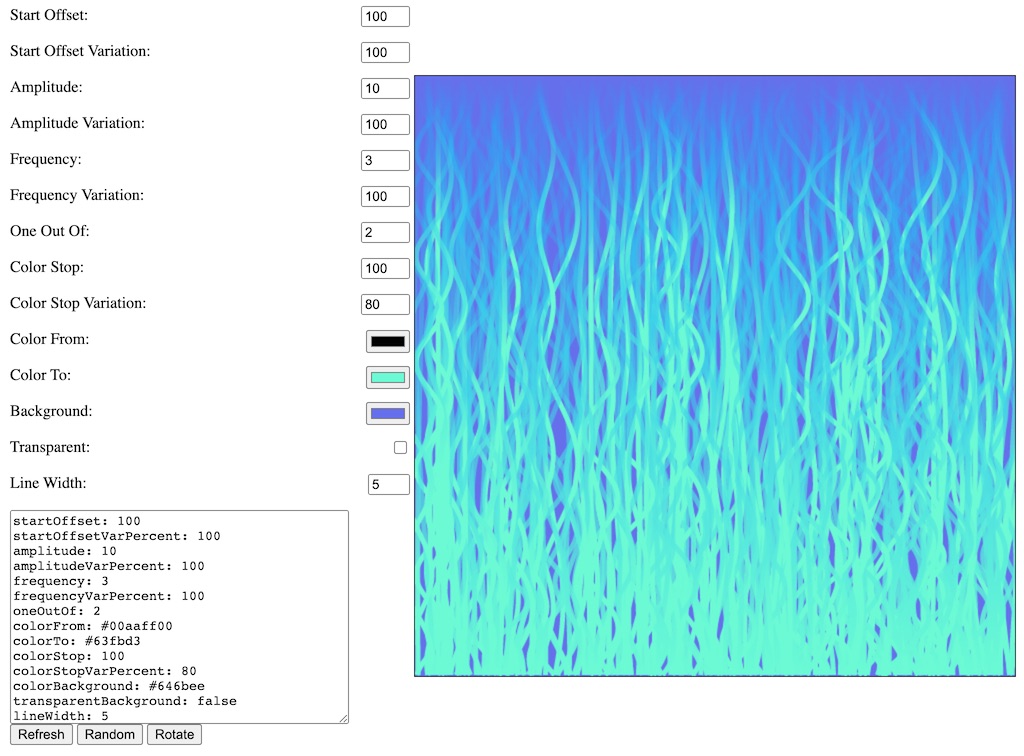 Start Offset: 100
Start Offset Variation: 100
Amplitude: 10
Amplitude Variation: 100
Frequency: 3
Frequency Variation: 100
One Out Of: 2
Color Stop: 100
Color Stop Variation: 80
Color From:
Color To:
Background:
Transparent:
Line Width: 5
startOffset: 100
startOffsetVarPercent: 100
amplitude: 10
amplitudeVarPercent: 100
frequency: 3
frequencyVarPercent: 100
oneOutOf: 2
colorFrom: #00aaff00
colorTo: #63fbd3
colorStop: 100
colorStopVarPercent: 80
colorBackground: #646bee
transparentBackground: false
lineWidth: 5
Refresh Random Rotate